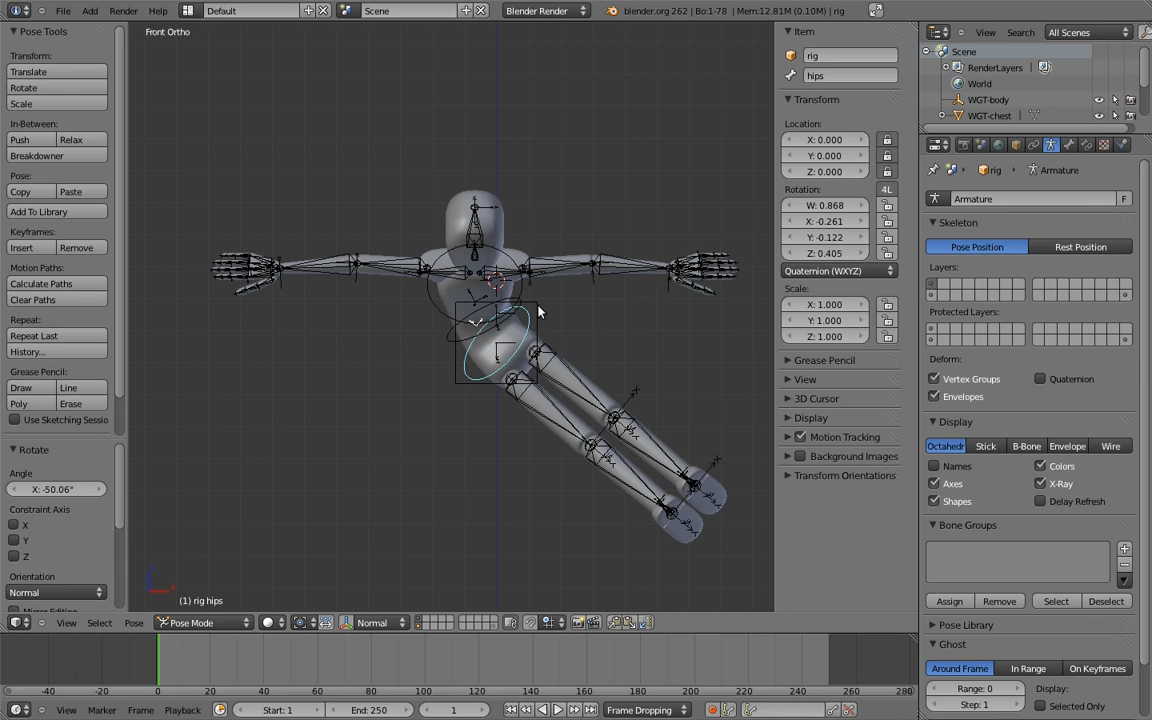 File Add Render Help Default Scene Blender Render blender.org 262 | Bo:1-78 | Mem:12.81M (0.10M) | rig
Pose Tools
Transform:
Translate
Rotate
Scale
In-Between:
Push Relax
Breakdowner
Pose:
Copy Paste
Add To Library
Keyframes:
Insert Remove
Motion Paths:
Calculate Paths
Clear Paths
Repeat:
Repeat Last
History...
Grease Pencil:
Draw Line
Poly Erase
Use Sketching Sessio
Rotate
Angle
X: -50.06°
Constraint Axis
X
Y
Z
Orientation
Normal
Mirror Editing
Front Ortho
(1) rig hips
Item
rig
hips
Transform
Location:
X: 0.000
Y: 0.000
Z: 0.000
Rotation: 4L
W: 0.868
X: -0.261
Y: -0.122
Z: 0.405
Quaternion (WXYZ)
Scale:
X: 1.000
Y: 1.000
Z: 1.000
Grease Pencil
View
3D Cursor
Display
Motion Tracking
Background Images
Transform Orientations
View Search All Scenes
Scene
RenderLayers
World
WGT-body
WGT-chest
rig Armature
Armature F
Skeleton
Pose Position Rest Position
Layers:
Protected Layers:
Deform:
Vertex Groups Quaternion
Envelopes
Display
Octahedr Stick B-Bone Envelope Wire
Names Colors
Axes X-Ray
Shapes Delay Refresh
Bone Groups
Assign Remove Select Deselect
Pose Library
Ghost
Around Frame In Range On Keyframes
Range: 0 Display:
Step: 1 Selected Only
View Select Pose Pose Mode Normal
-40 -20 0 20 40 60 80 100 120 140 160 180 200 220 240 260 280
View Marker Frame Playback Start: 1 End: 250 1 Frame Dropping